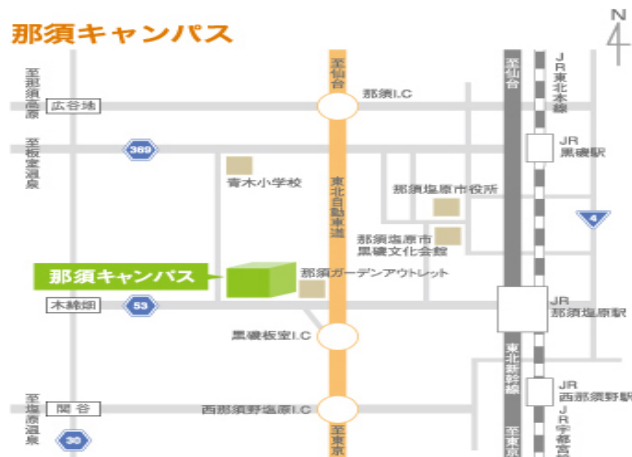 那須キャンパス
N
至那須高原
広谷地
至仙台
那須I.C
至仙台
JR東北本線
至板室温泉
369
JR
黒磯駅
青木小学校
東北自動車道
那須塩原市役所
4
那須塩原市
黒磯文化会館
那須キャンパス
那須ガーデンアウトレット
木綿畑
53
JR
那須塩原駅
黒磯板室I.C
東北新幹線
JR
西那須野駅
至塩原温泉
関谷
西那須野塩原I.C
30
至東京
至東京
JR宇都宮